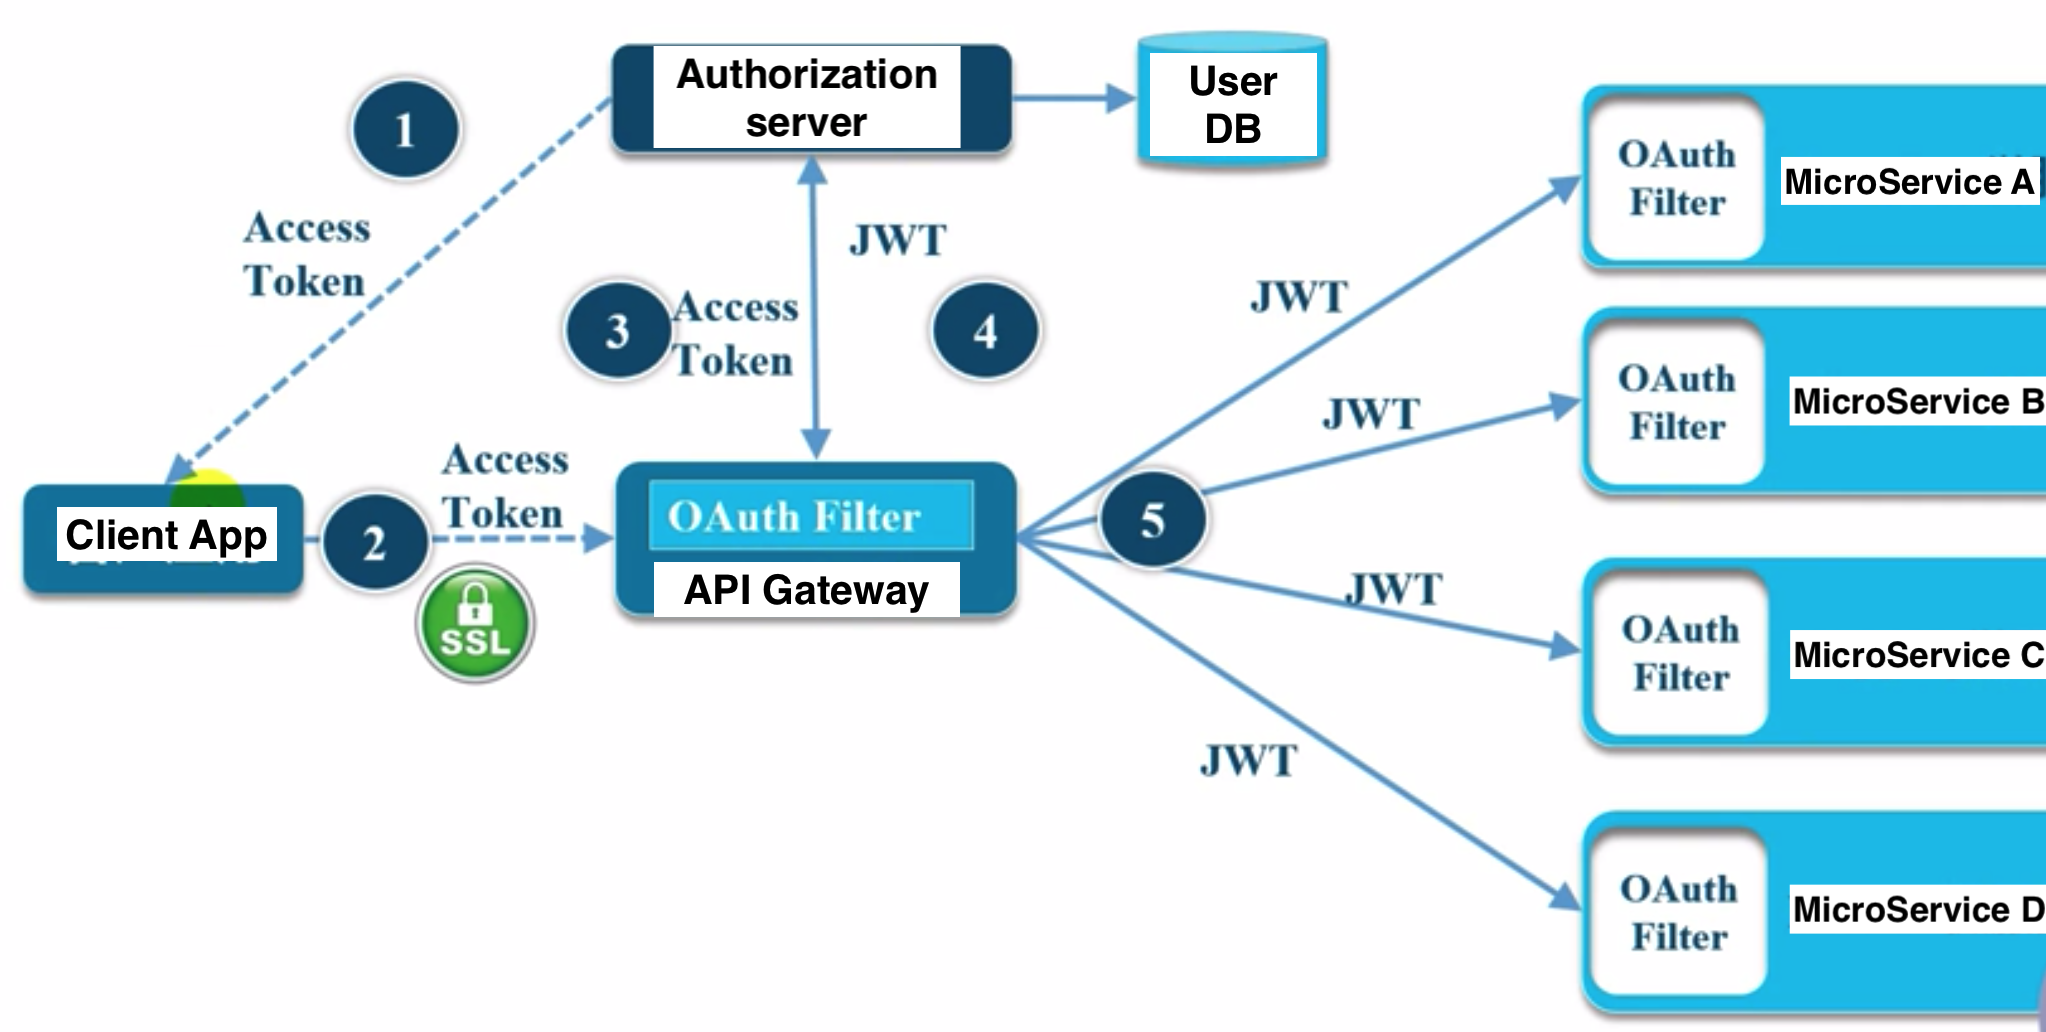 Authorization
server
User
DB
1
Access
Token
JWT
3
Access
Token
4
Client App
2
Access
Token
SSL
OAuth Filter
API Gateway
5
JWT
JWT
JWT
JWT
OAuth
Filter
MicroService A
OAuth
Filter
MicroService B
OAuth
Filter
MicroService C
OAuth
Filter
MicroService D